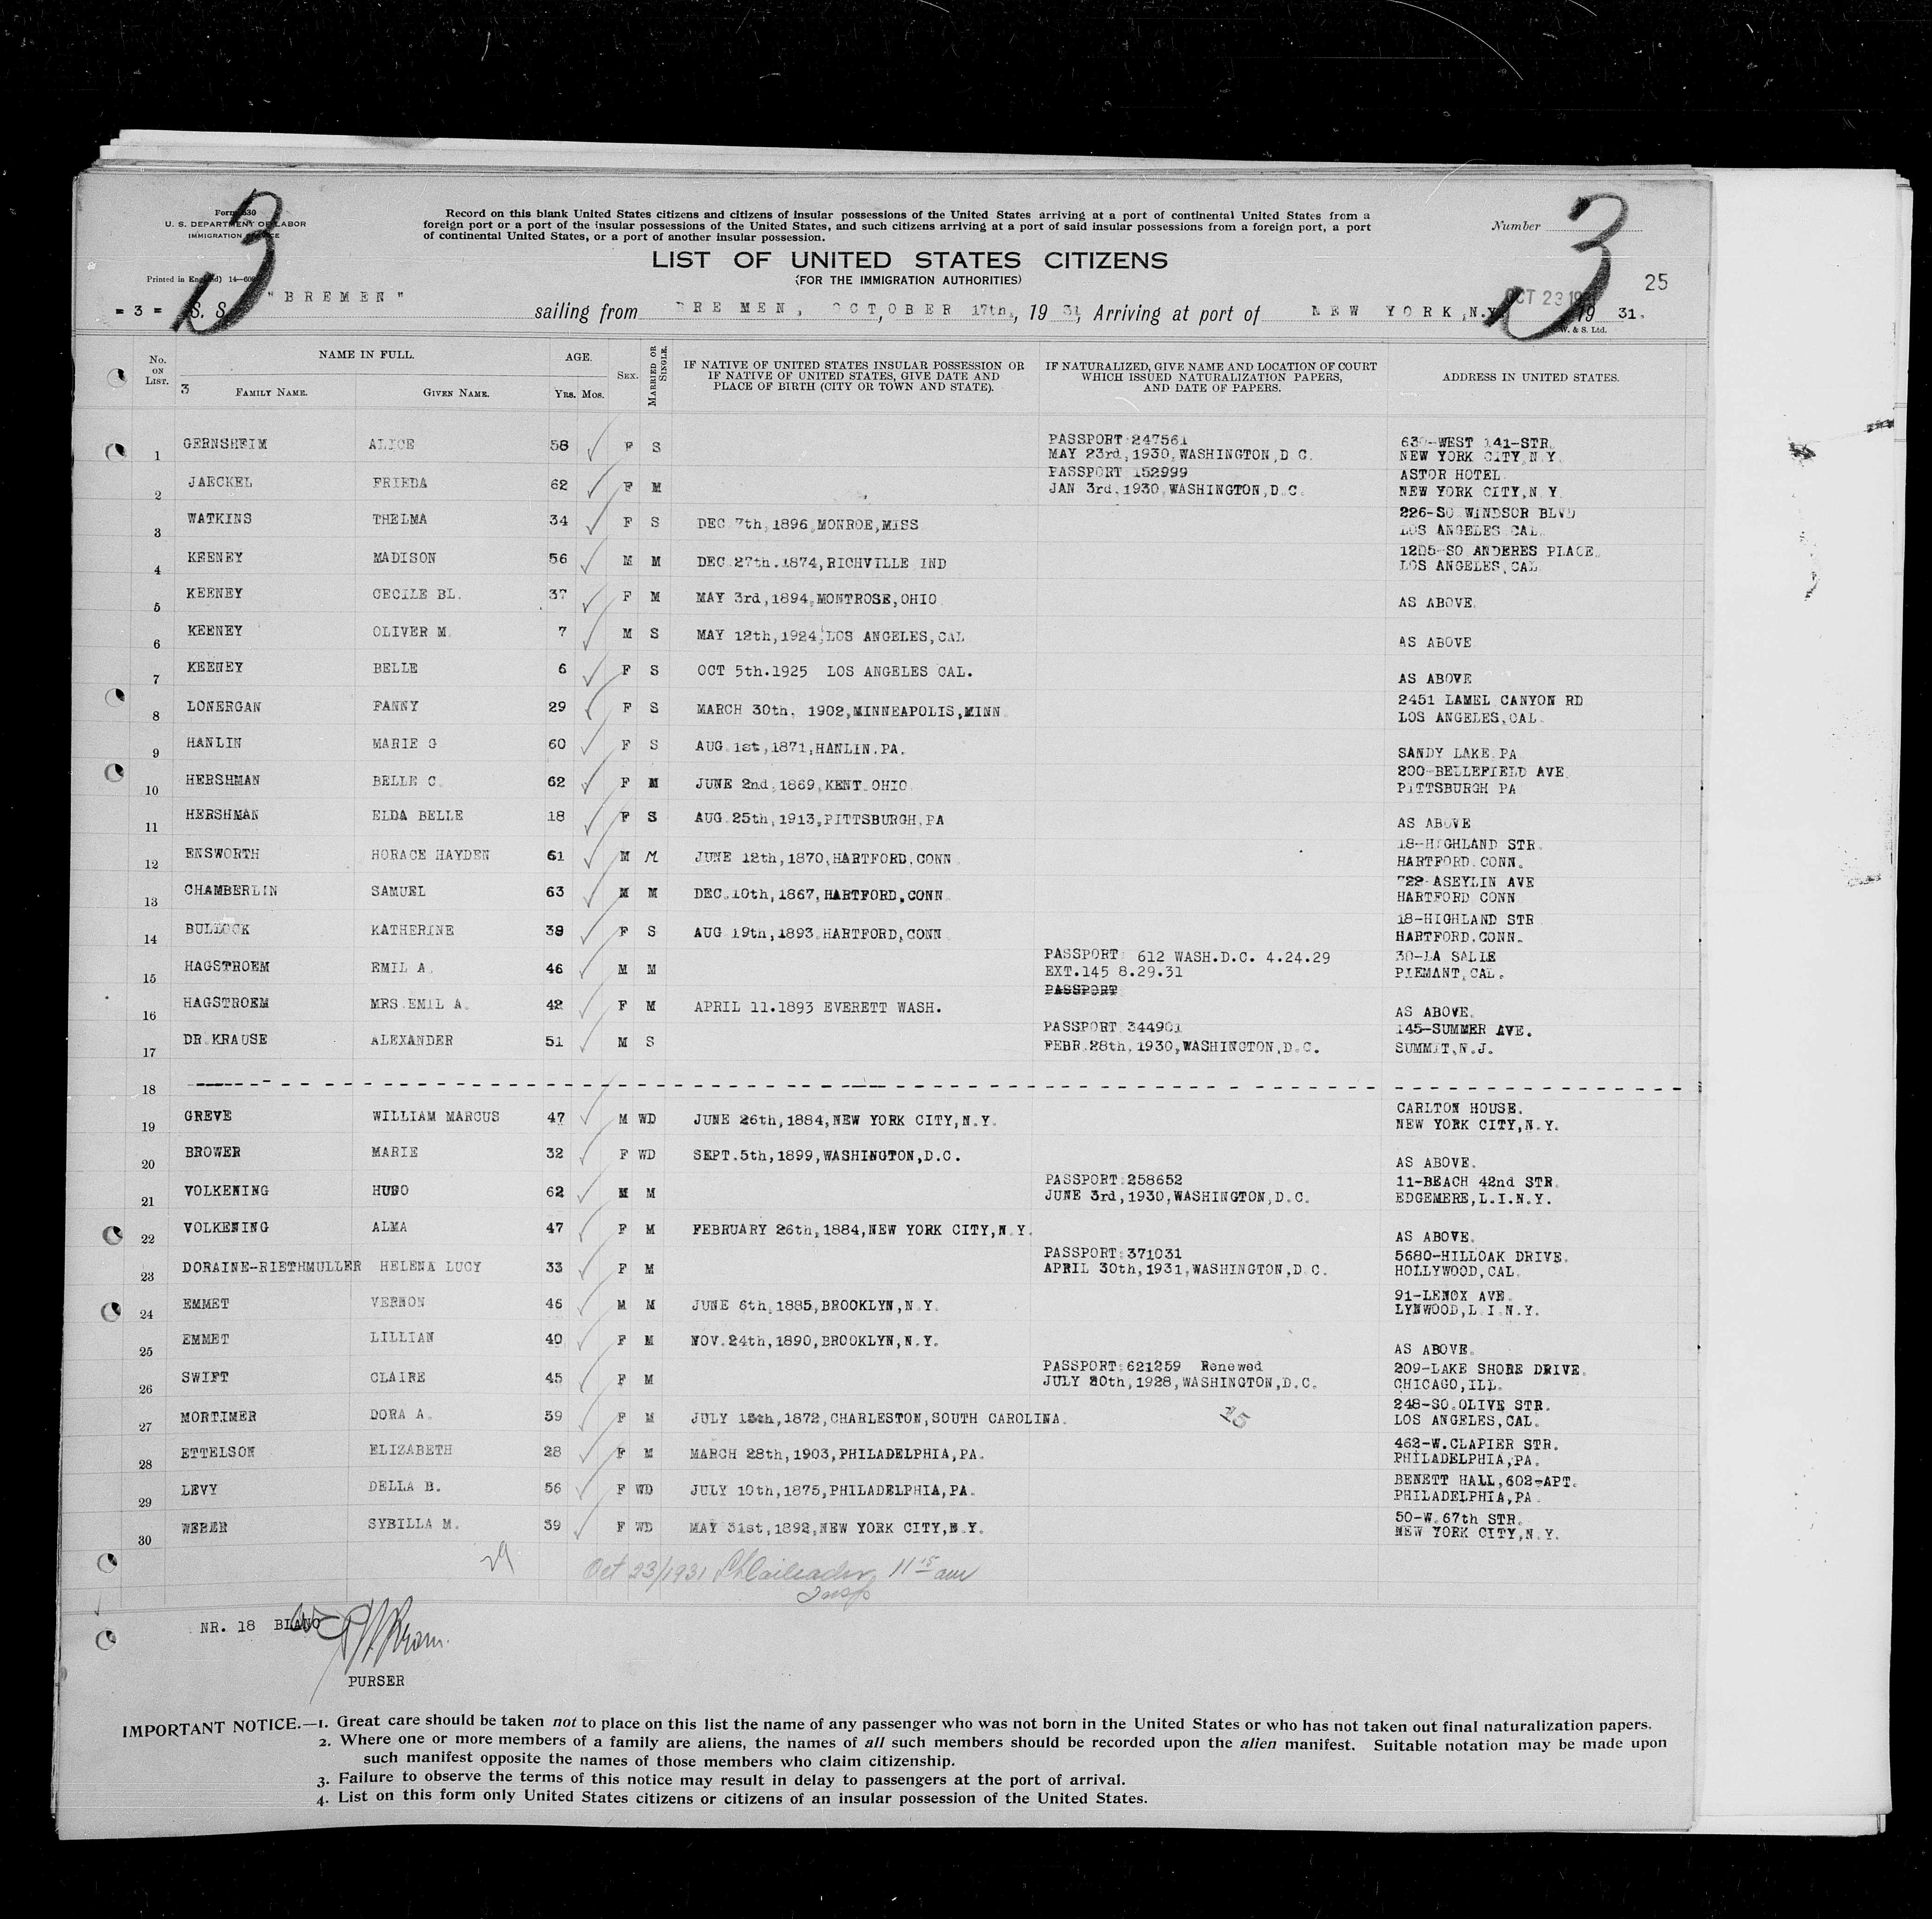 Form 630
U. S. DEPARTMENT OF LABOR
IMMIGRATION
Record on this blank United States citizens and citizens of insular possessions of the United States arriving at a port of continental United States from a
foreign port or a port of the insular possessions of the United States, and such citizens arriving at a port of said insular possessions from a foreign port, a port
of continental United States, or a port of another insular possession.
Number
3
3
LIST OF UNITED STATES CITIZENS
(FOR THE IMMIGRATION AUTHORITIES)
Printed in England) 14—
25
= 3 = S. S. "BREMEN" sailing from BREMEN, OCTOBER 17th, 1931, Arriving at port of NEW YORK, N.Y. OCT 23 19 31.
W. & S. Ltd.
No. ON LIST. NAME IN FULL. AGE. SEX. MARRIED OR SINGLE. IF NATIVE OF UNITED STATES INSULAR POSSESSION OR IF NATIVE OF UNITED STATES, GIVE DATE AND PLACE OF BIRTH (CITY OR TOWN AND STATE). IF NATURALIZED, GIVE NAME AND LOCATION OF COURT WHICH ISSUED NATURALIZATION PAPERS, AND DATE OF PAPERS. ADDRESS IN UNITED STATES.
3 FAMILY NAME. GIVEN NAME. YRS. MOS.
1 GERNSHEIM ALICE 58 F S PASSPORT 247561 MAY 23rd, 1930, WASHINGTON, D.C. WEST 141-STR. NEW YORK CITY, N.Y.
2 JAECKEL FRIEDA 62 F M PASSPORT 152999 JAN 3rd, 1930, WASHINGTON, D.C. ASTOR HOTEL NEW YORK CITY, N.Y.
3 WATKINS THELMA 34 F S DEC 7th, 1896, MONROE, MISS 226-SO WINDSOR BLVD LOS ANGELES CAL.
4 KEENEY MADISON 56 M M DEC 27th. 1874, RICHVILLE IND SO ANDERES PLACE. LOS ANGELES, CAL
5 KEENEY CECILE BL. 37 F M MAY 3rd, 1894, MONTROSE, OHIO AS ABOVE.
6 KEENEY OLIVER M. 7 M S MAY 12th, 1924, LOS ANGELES, CAL AS ABOVE
7 KEENEY BELLE 6 F S OCT 5th. 1925 LOS ANGELES CAL. AS ABOVE
8 LONERGAN FANNY 29 F S MARCH 30th, 1902, MINNEAPOLIS, MINN 2451 LAMEL CANYON RD LOS ANGELES, CAL.
9 HANLIN MARIE G 60 F S AUG 1st, 1871, HANLIN. PA. SANDY LAKE PA
10 HERSHMAN BELLE C. 62 F M JUNE 2nd, 1869, KENT OHIO 200-BELLEFIELD AVE. PITTSBURGH PA
11 HERSHMAN ELDA BELLE 18 F S AUG 25th, 1913, PITTSBURGH, PA AS ABOVE
12 ENSWORTH HORACE HAYDEN 61 M M JUNE 12th, 1870, HARTFORD, CONN 18-HIGHLAND STR. HARTFORD CONN.
13 CHAMBERLIN SAMUEL 63 M M DEC. 10th, 1867, HARTFORD, CONN 722-ASEYLIN AVE HARTFORD CONN
14 BULLOCK KATHERINE 38 F S AUG 19th, 1893 HARTFORD, CONN 18-HIGHLAND STR HARTFORD. CONN.
15 HAGSTROEM EMIL A. 46 M M PASSPORT 612 WASH.D.C. 4.24.29 EXT.145 8.29.31 30-LA SALLE PIEMANT, CAL.
PASSPORT
16 HAGSTROEM MRS. EMIL A. 42 F M APRIL 11.1893 EVERETT WASH. AS ABOVE.
17 DR. KRAUSE ALEXANDER 51 M S PASSPORT 344901 FEBR. 28th, 1930, WASHINGTON, D.C. 145-SUMMER AVE. SUMMIT, N.J.
18
19 GREVE WILLIAM MARCUS 47 M WD JUNE 26th, 1884, NEW YORK CITY, N.Y. CARLTON HOUSE. NEW YORK CITY, N.Y.
20 BROWER MARIE 32 F WD SEPT. 5th, 1899, WASHINGTON, D.C. AS ABOVE.
21 VOLKENING HUGO 62 M M PASSPORT: 258652 JUNE 3rd, 1930, WASHINGTON, D.C. 11-BEACH 42nd STR. EDGEMERE, L.I.N.Y.
22 VOLKENING ALMA 47 F M FEBRUARY 26th, 1884, NEW YORK CITY, N.Y. AS ABOVE.
23 DORAINE-RIETHMULLER HELENA LUCY 33 F M PASSPORT: 371031 APRIL 30th, 1931, WASHINGTON, D.C. 5680-HILLOAK DRIVE. HOLLYWOOD, CAL.
24 EMMET VERNON 46 M M JUNE 6th, 1885, BROOKLYN, N.Y. 91-LENOX AVE. LYNWOOD, L.I.N.Y.
25 EMMET LILLIAN 40 F M NOV. 24th, 1890, BROOKLYN, N.Y. AS ABOVE.
26 SWIFT CLAIRE 45 F M PASSPORT: 621259 Renewed JULY 20th, 1928, WASHINGTON, D.C. 209-LAKE SHORE DRIVE. CHICAGO, ILL.
27 MORTIMER DORA A. 59 F M JULY 15th, 1872, CHARLESTON, SOUTH CAROLINA. 15 248-SO. OLIVE STR. LOS ANGELES, CAL.
28 ETTELSON ELIZABETH 28 F M MARCH 28th, 1903, PHILADELPHIA, PA. 462-W. CLAPIER STR. PHILADELPHIA, PA.
29 LEVY DELLA B. 56 F WD JULY 10th, 1875, PHILADELPHIA, PA. BENETT HALL, 602-APT. PHILADELPHIA, PA.
30 WEBER SYBILLA M. 39 F WD MAY 31st, 1892, NEW YORK CITY, N.Y. 50-W. 67th STR. NEW YORK CITY, N.Y.
29 Oct 23/1931 11 15 am
Insp
NR. 18 BLANC
PURSER
IMPORTANT NOTICE.—1. Great care should be taken not to place on this list the name of any passenger who was not born in the United States or who has not taken out final naturalization papers.
2. Where one or more members of a family are aliens, the names of all such members should be recorded upon the alien manifest. Suitable notation may be made upon
such manifest opposite the names of those members who claim citizenship.
3. Failure to observe the terms of this notice may result in delay to passengers at the port of arrival.
4. List on this form only United States citizens or citizens of an insular possession of the United States.